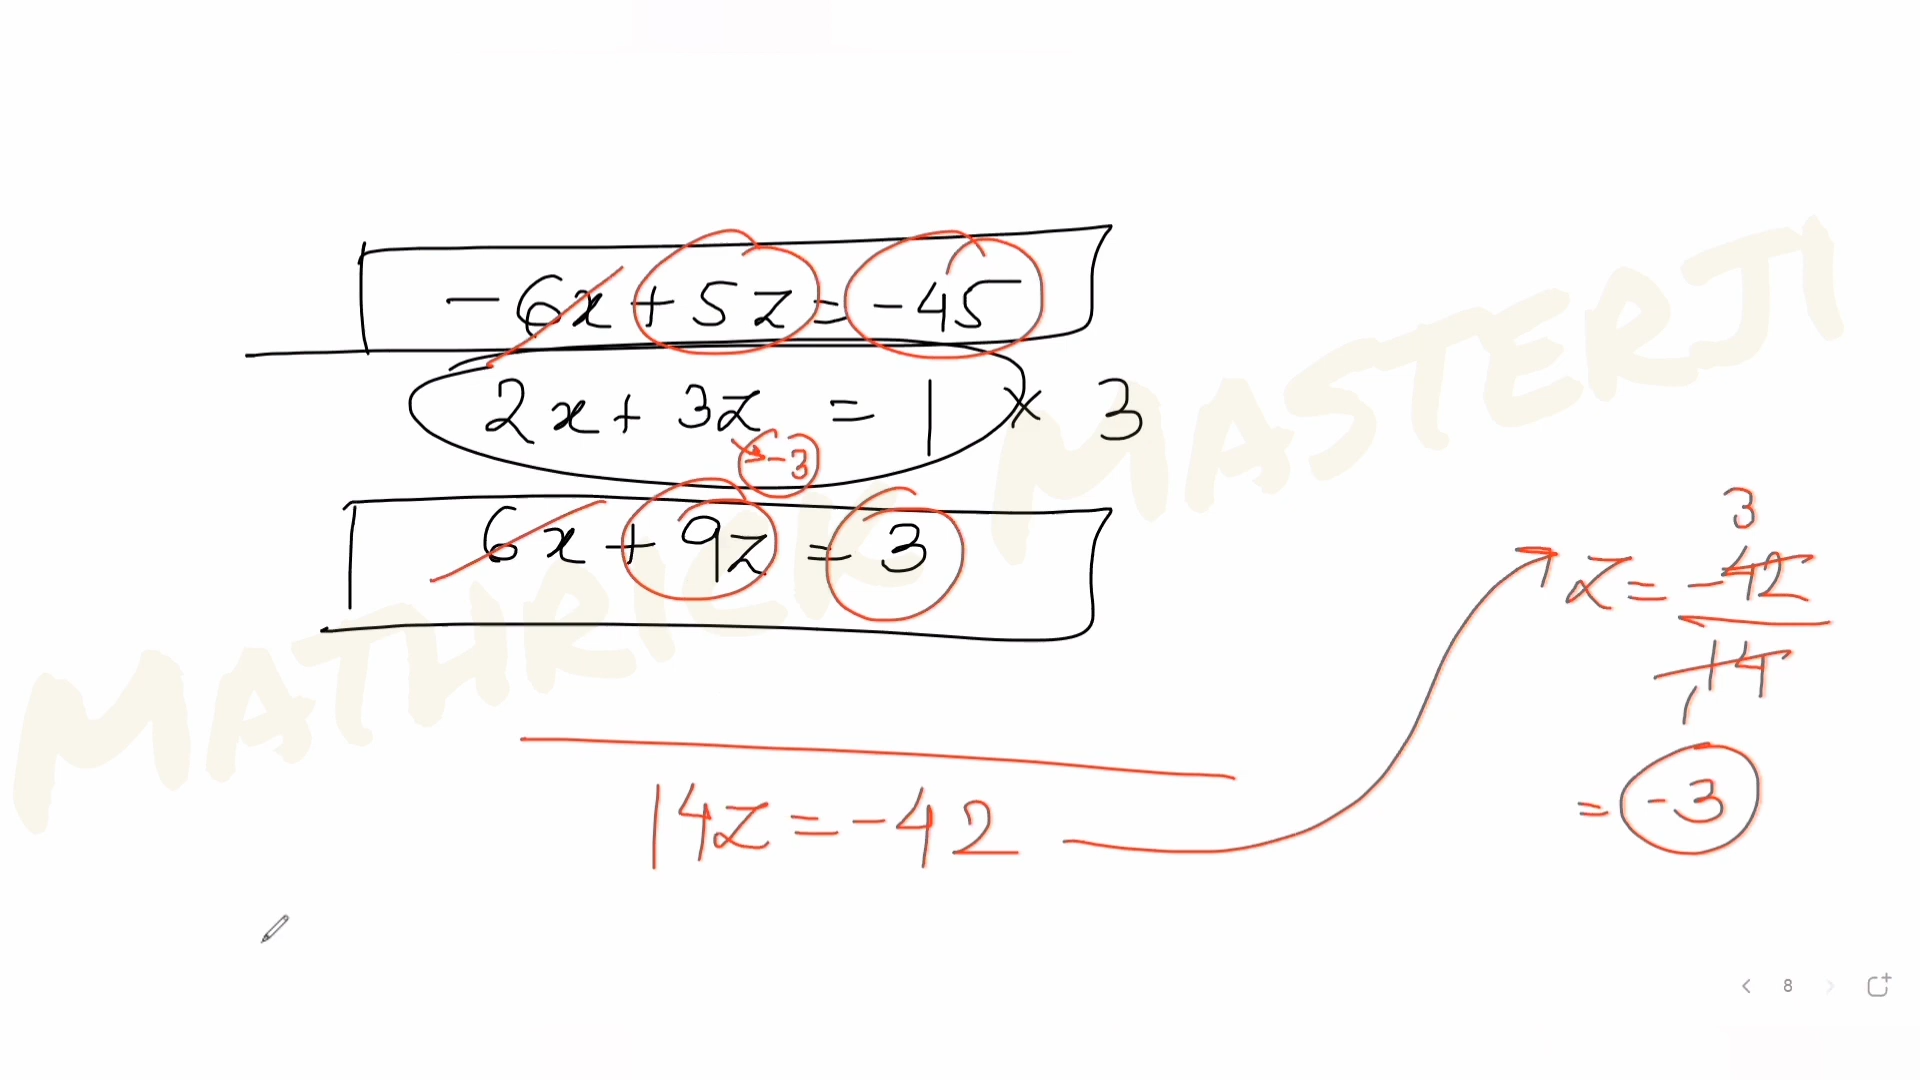 -6x + 5z = -45
2x + 3z = 1 × 3
-3
6x + 9z = 3
14z = -42
3
z = -42
14
1
= -3
MATHRICK MASTERJI
8